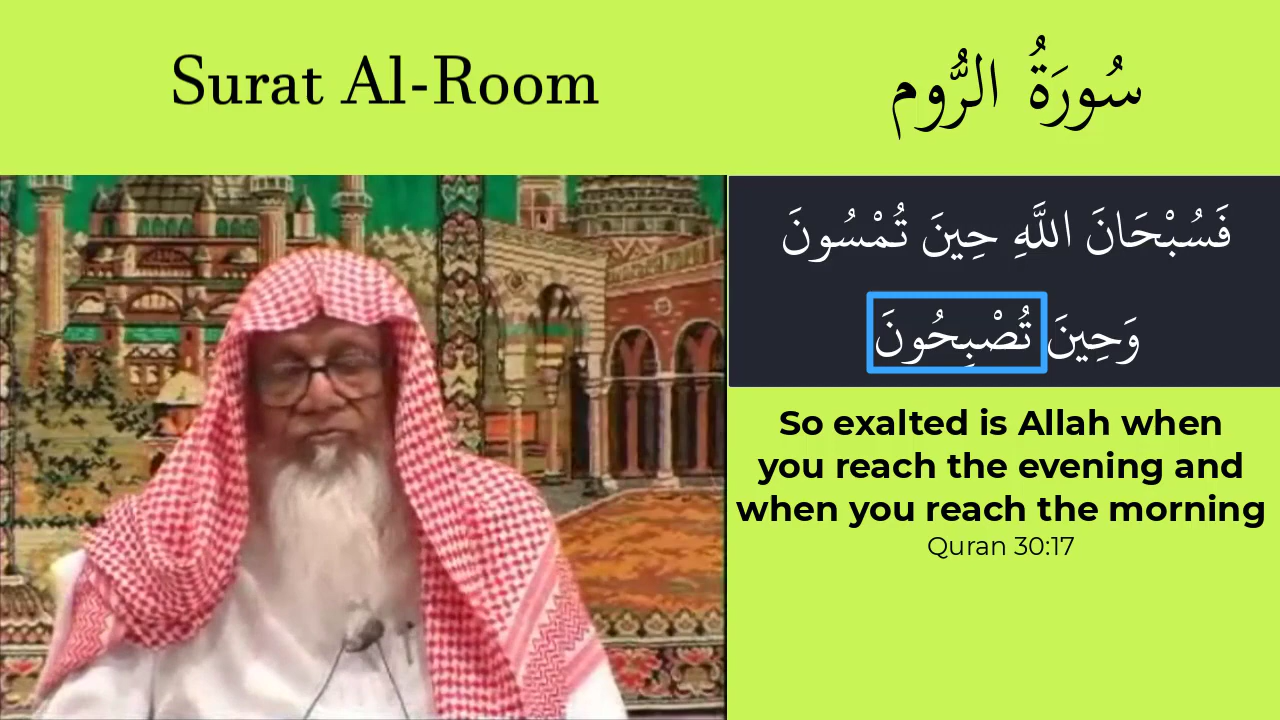 Surat Al-Room
سُورَةُ الرُّوم
فَسُبْحَانَ اللَّهِ حِينَ تُمْسُونَ
وَحِينَ تُصْبِحُونَ
So exalted is Allah when
you reach the evening and
when you reach the morning
Quran 30:17